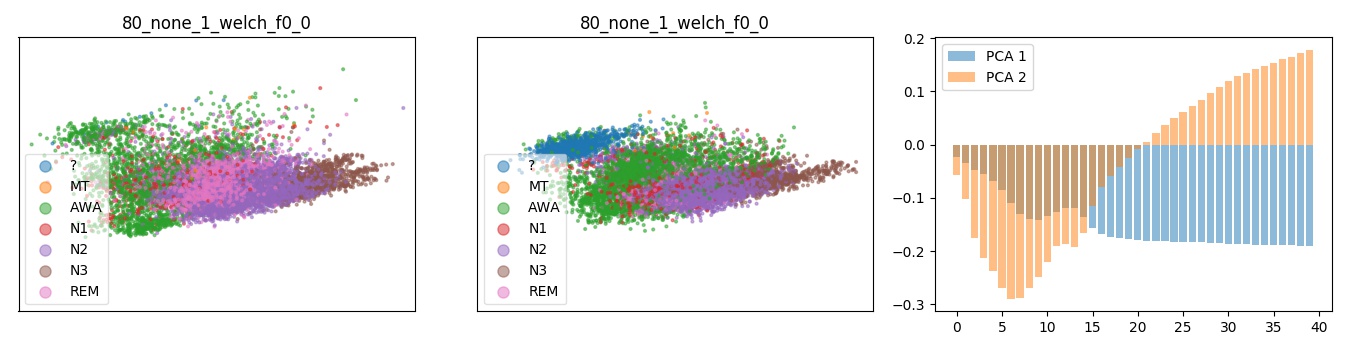 80_none_1_welch_f0_0
?
MT
AWA
N1
N2
N3
REM
80_none_1_welch_f0_0
?
MT
AWA
N1
N2
N3
REM
PCA 1
PCA 2
0.2
0.1
0.0
−0.1
−0.2
−0.3
0 5 10 15 20 25 30 35 40